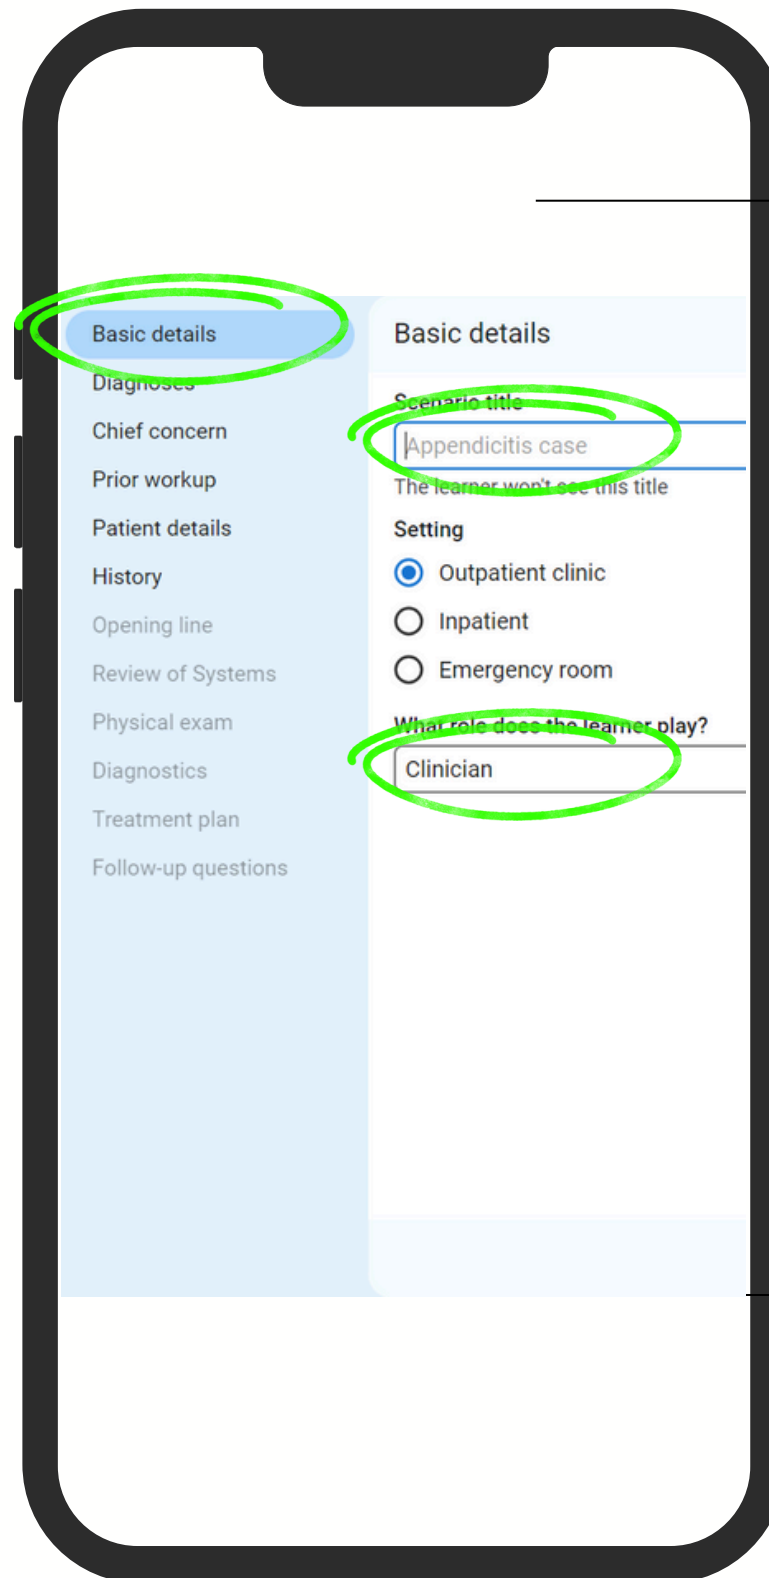 Basic details
Diagnoses
Chief concern
Prior workup
Patient details
History
Opening line
Review of Systems
Physical exam
Diagnostics
Treatment plan
Follow-up questions
Basic details
Scenario title
Appendicitis case
The learner won't see this title
Setting
Outpatient clinic
Inpatient
Emergency room
What role does the learner play?
Clinician